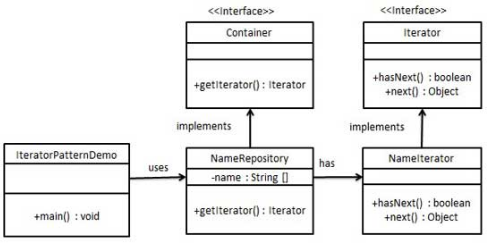 <<Interface>>
Container
+getIterator() : Iterator
<<Interface>>
Iterator
+hasNext() : boolean
+next() : Object
implements
implements
IteratorPatternDemo
+main() : void
uses
NameRepository
-name : String []
+getIterator() : Iterator
has
NameIterator
+hasNext() : boolean
+next() : Object